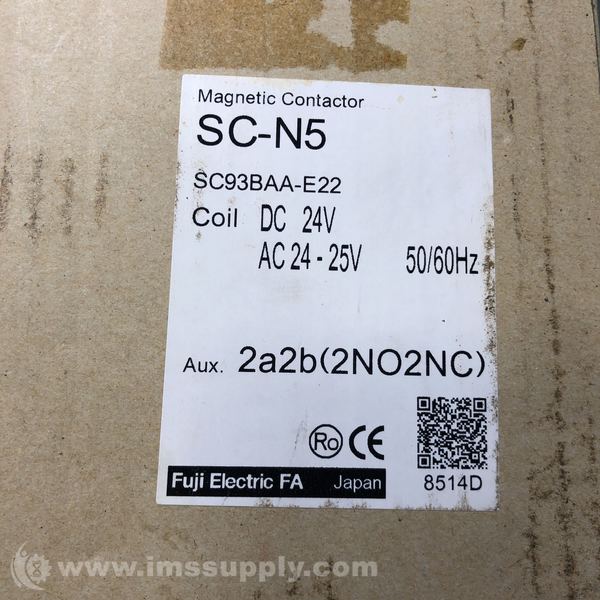 Magnetic Contactor
SC-N5
SC93BAA-E22
Coil DC 24V
AC 24 - 25V 50/60Hz
Aux. 2a2b(2NO2NC)
Ro CE
Fuji Electric FA Japan 8514D
© www.imssupply.com